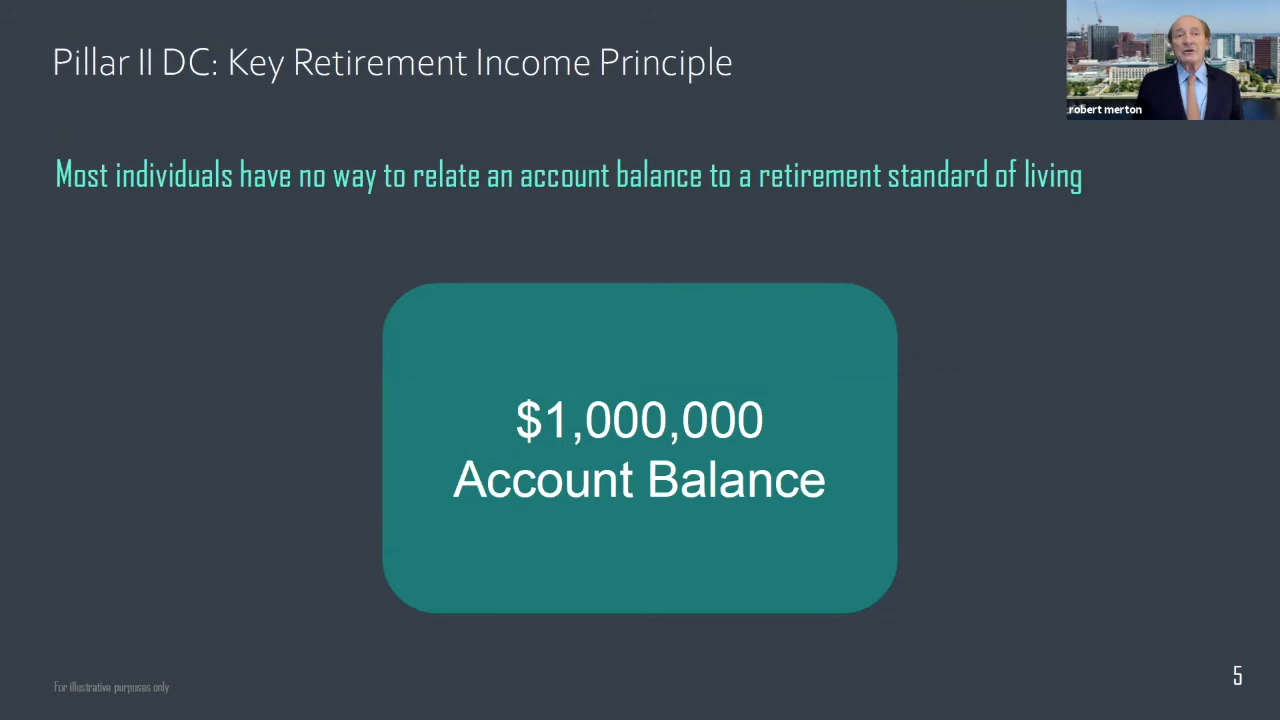 Pillar II DC: Key Retirement Income Principle
robert merton
Most individuals have no way to relate an account balance to a retirement standard of living
$1,000,000
Account Balance
5
For illustrative purposes only